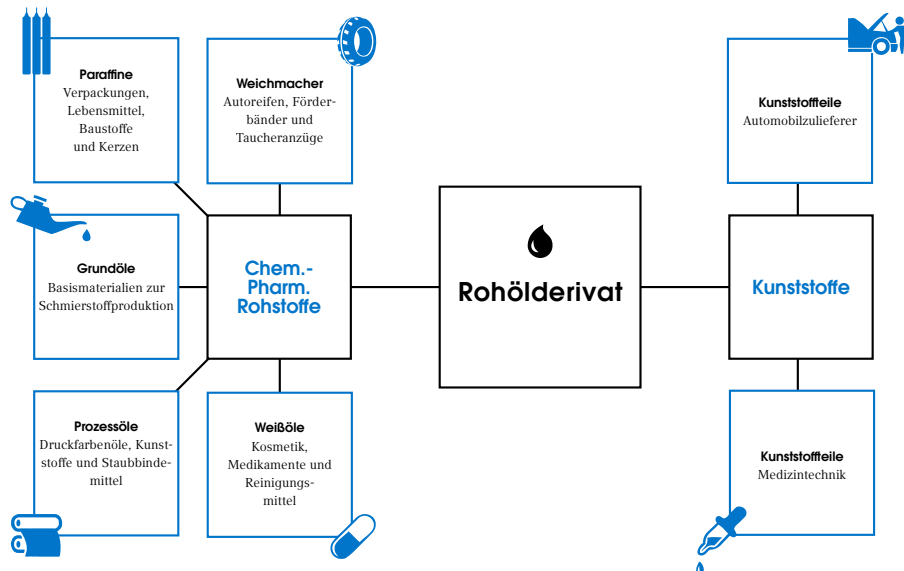 Paraffine
Verpackungen,
Lebensmittel,
Baustoffe
und Kerzen
Weichmacher
Autoreifen, Förder-
bänder und
Taucheranzüge
Kunststoffteile
Automobilzulieferer
Grundöle
Basismaterialien zur
Schmierstoffproduktion
Chem.-
Pharm.
Rohstoffe
Rohölderivat
Kunststoffe
Prozessöle
Druckfarbenöle, Kunst-
stoffe und Staubbinde-
mittel
Weißöle
Kosmetik,
Medikamente und
Reinigungs-
mittel
Kunststoffteile
Medizintechnik